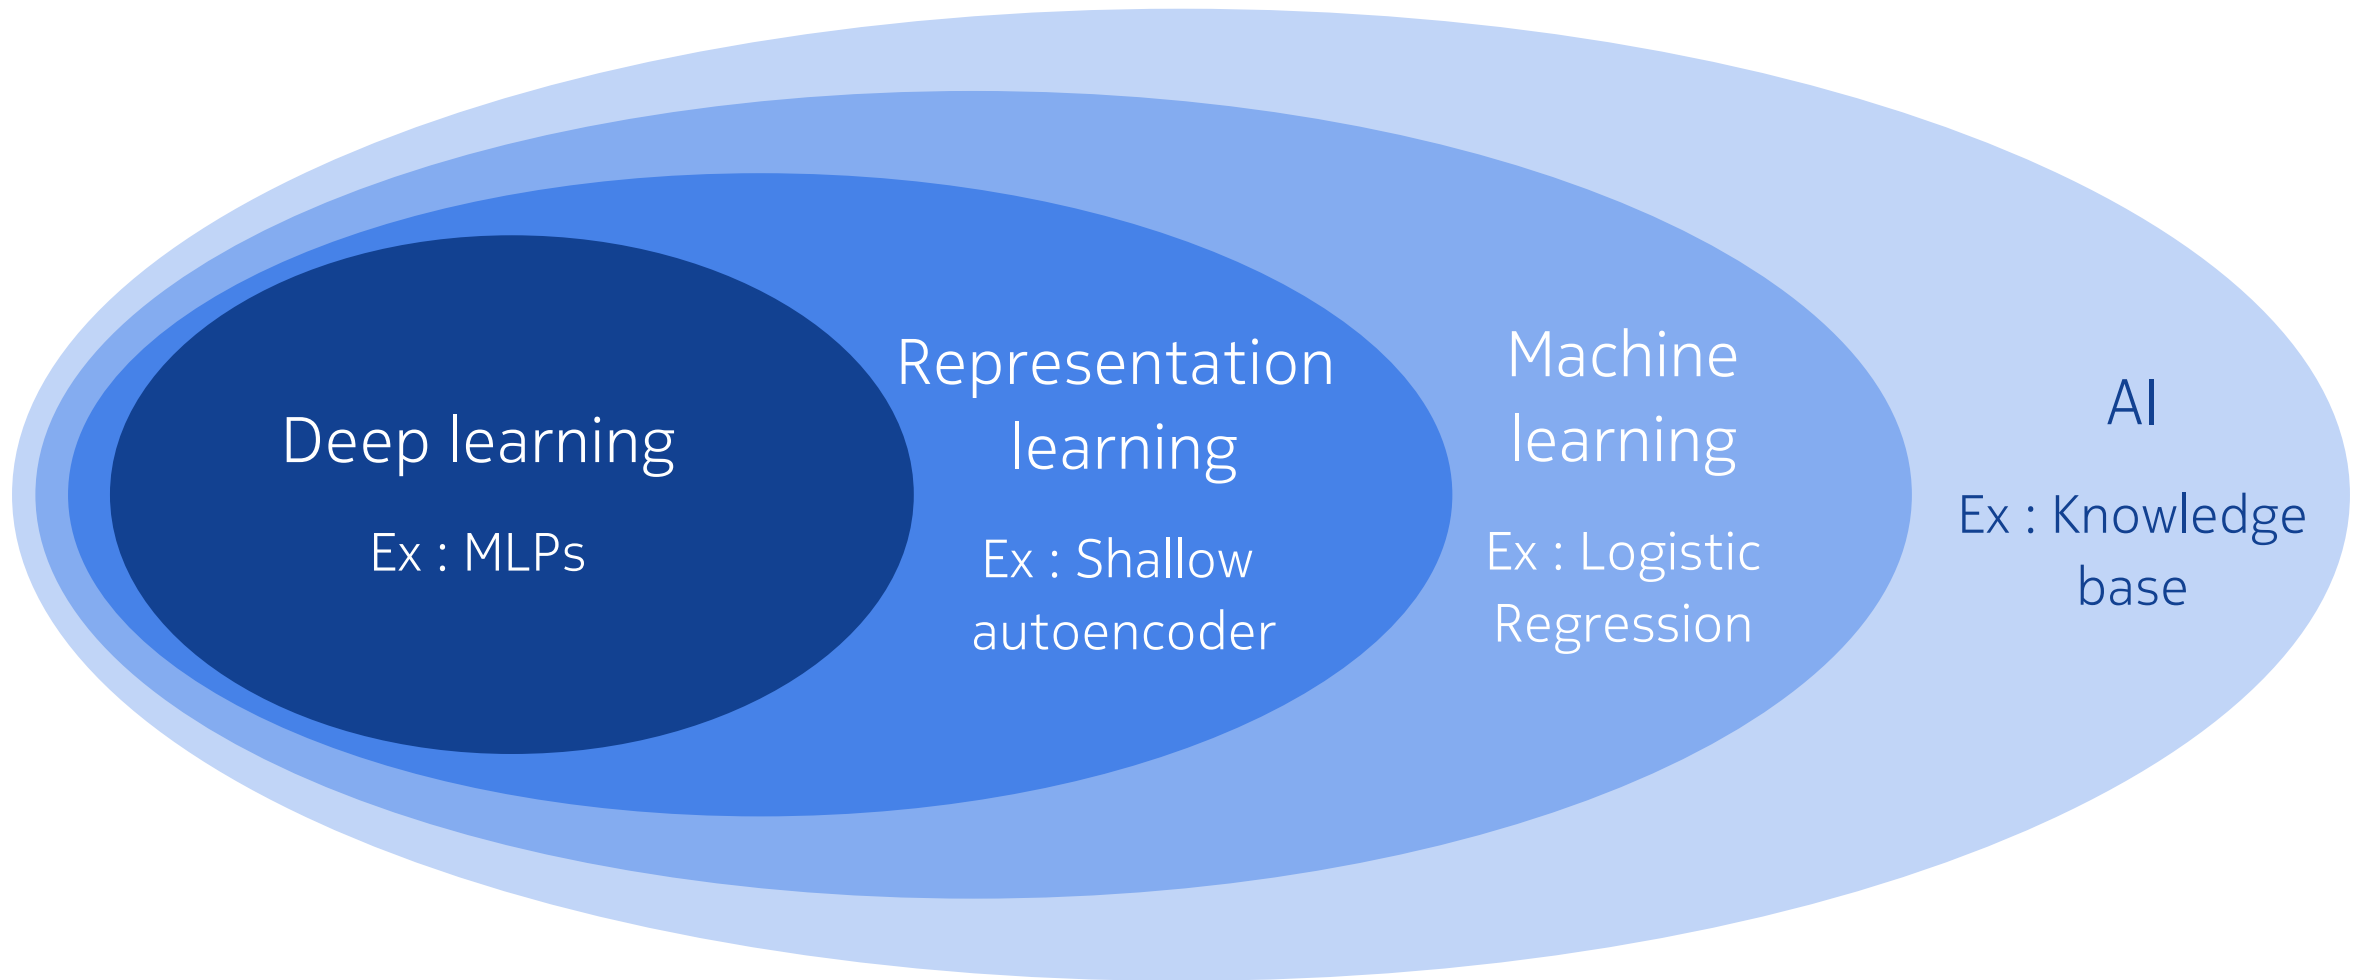 Deep learning
Ex : MLPs
Representation
learning
Ex : Shallow
autoencoder
Machine
learning
Ex : Logistic
Regression
AI
Ex : Knowledge
base